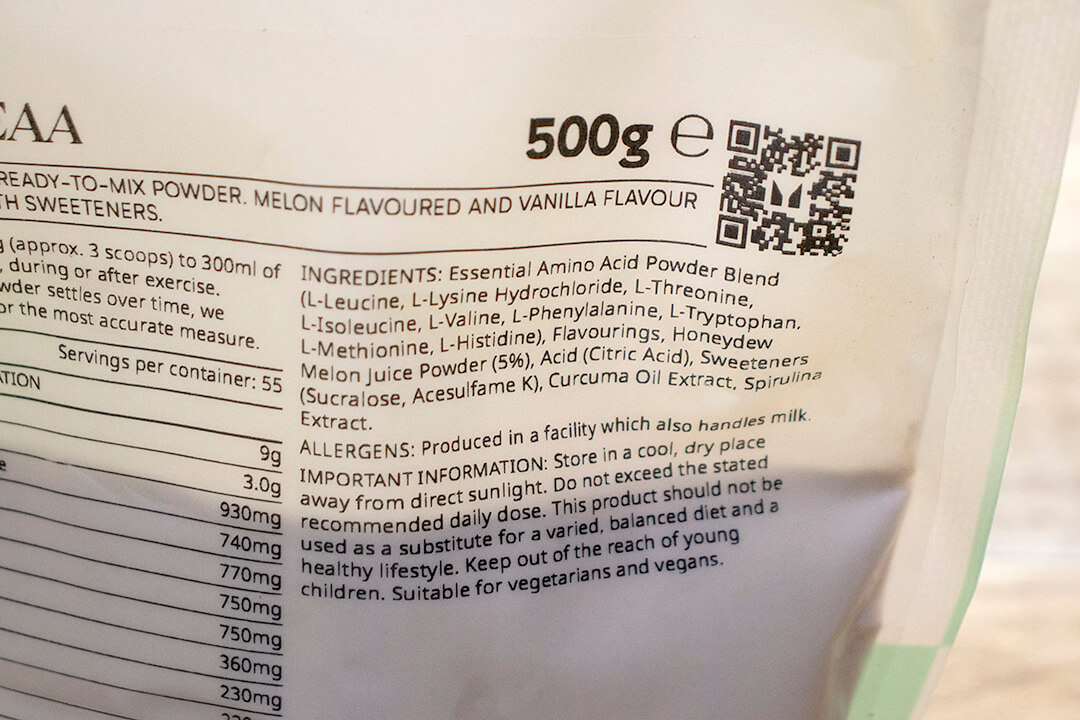 EAA
500g ℮
READY-TO-MIX POWDER. MELON FLAVOURED AND VANILLA FLAVOUR
TH SWEETENERS.
g (approx. 3 scoops) to 300ml of
, during or after exercise.
wder settles over time, we
or the most accurate measure.
Servings per container: 55
TION
9g
3.0g
e
930mg
740mg
770mg
750mg
750mg
360mg
230mg
INGREDIENTS: Essential Amino Acid Powder Blend
(L-Leucine, L-Lysine Hydrochloride, L-Threonine,
L-Isoleucine, L-Valine, L-Phenylalanine, L-Tryptophan,
L-Methionine, L-Histidine), Flavourings, Honeydew
Melon Juice Powder (5%), Acid (Citric Acid), Sweeteners
(Sucralose, Acesulfame K), Curcuma Oil Extract, Spirulina
Extract.
ALLERGENS: Produced in a facility which also handles milk.
IMPORTANT INFORMATION: Store in a cool, dry place
away from direct sunlight. Do not exceed the stated
recommended daily dose. This product should not be
used as a substitute for a varied, balanced diet and a
healthy lifestyle. Keep out of the reach of young
children. Suitable for vegetarians and vegans.